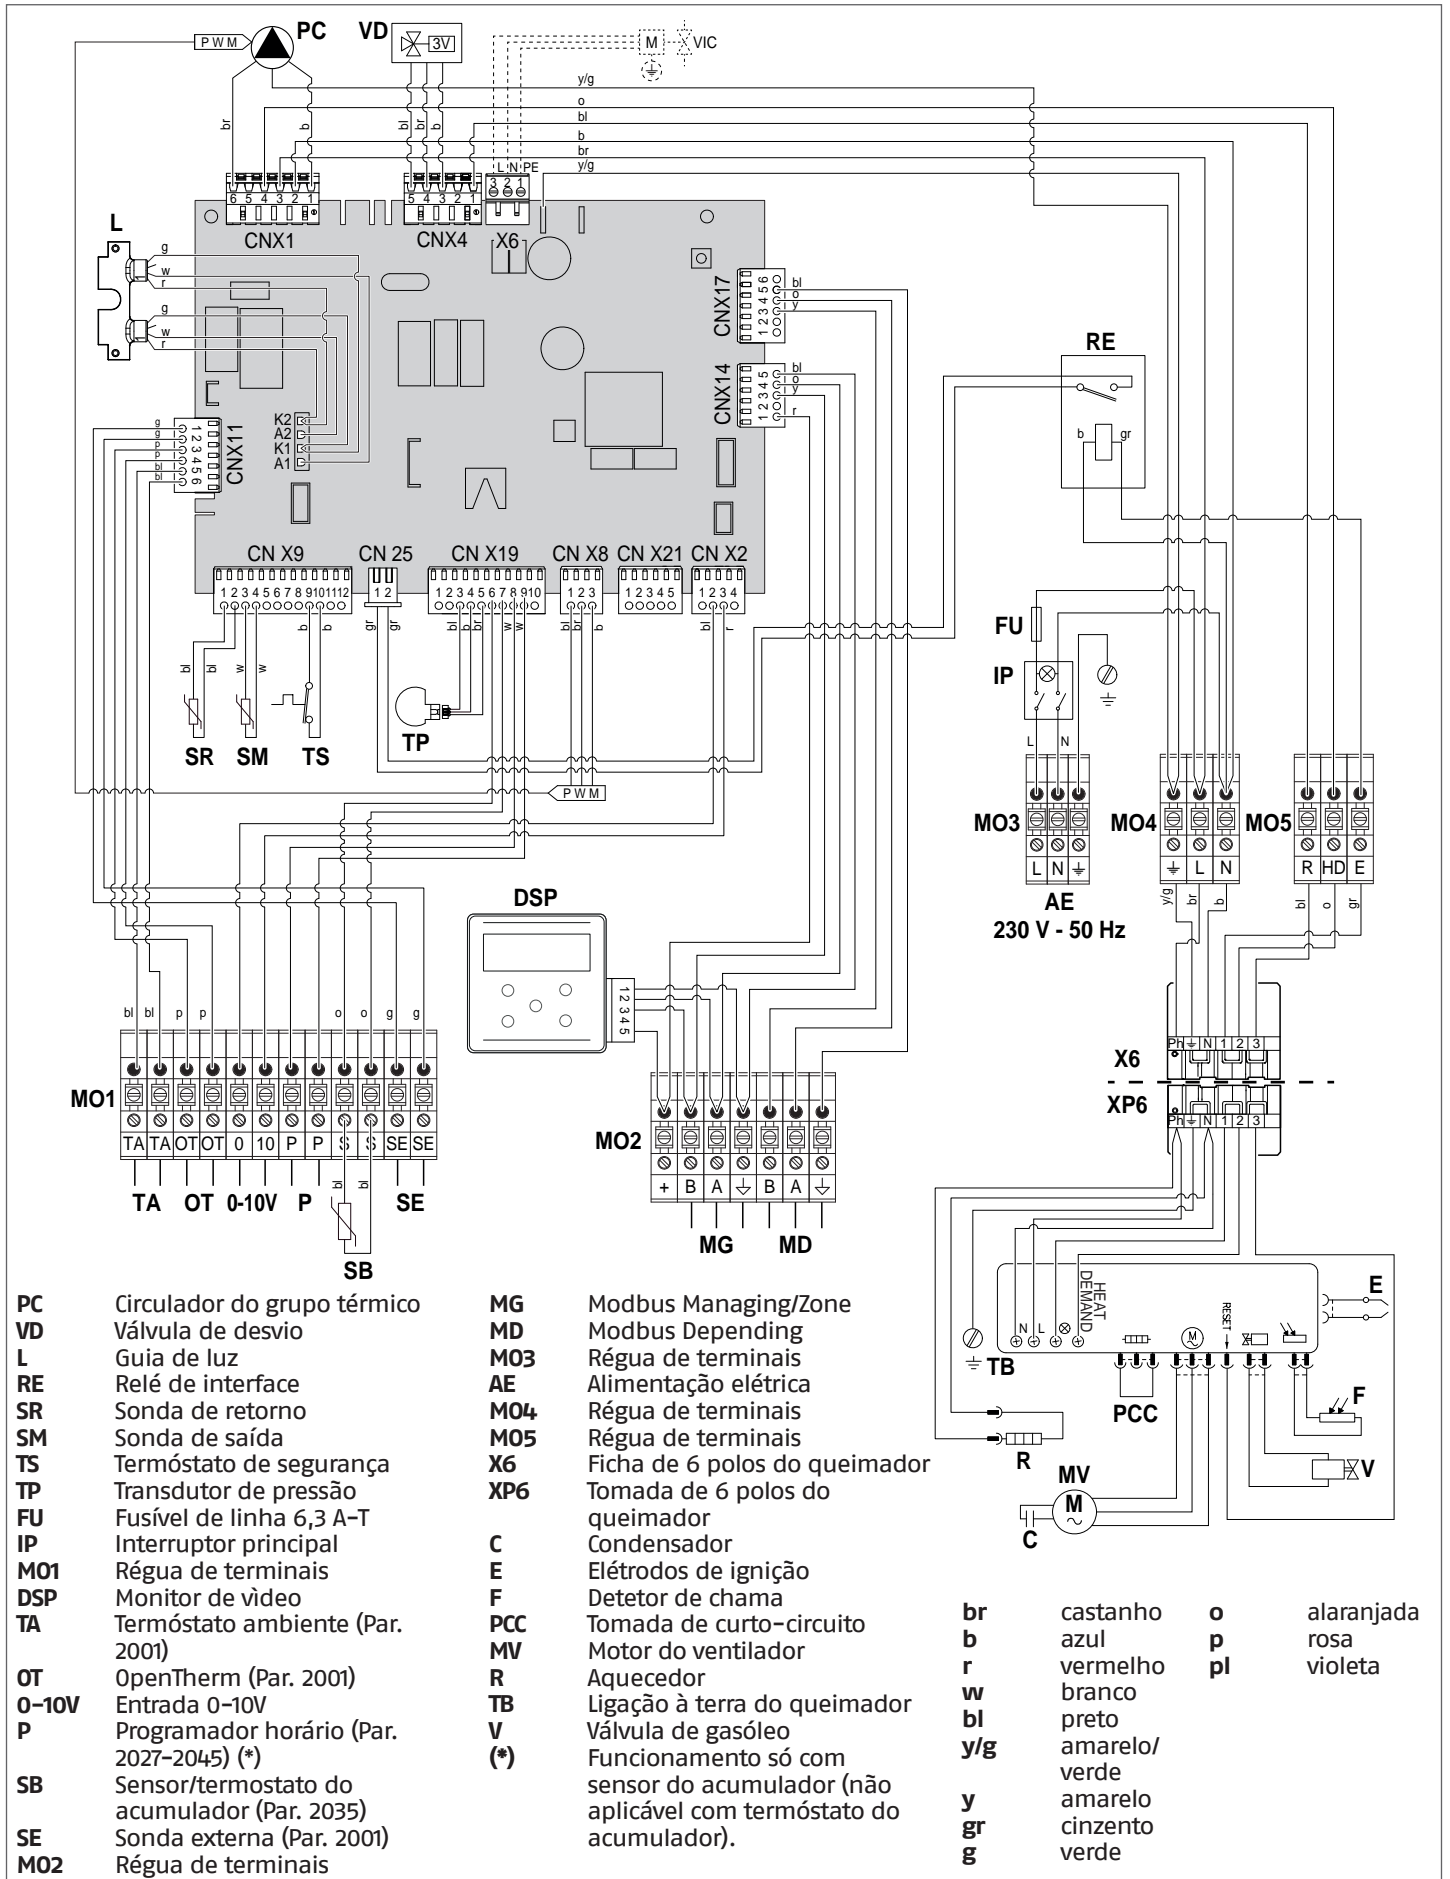 PWM PC VD 3V M VIC
y/g
o
bl
b
br
y/g
br b bl br b L N PE
6 5 4 3 2 1 5 4 3 2 1 3 2 1
CNX1 CNX4 X6
L
g
w
r
g
w
r
CNX17
1 2 3 4 5 6
bl
o
y
CNX14
1 2 3 4 5
bl
o
y
r
RE
b gr
K2
A2
K1
A1
g
g
p
p
bl
bl
1 2 3 4 5 6
CNX11
CN X9 CN 25 CN X19 CN X8 CN X21 CN X2
1 2 3 4 5 6 7 8 9 10 11 12 1 2 1 2 3 4 5 6 7 8 9 10 1 2 3 1 2 3 4 5 1 2 3 4
b b gr gr bl b br w w bl br b bl r
bl bl w w
SR SM TS TP
PWM
FU
IP
L N
MO3 MO4 MO5
L N L N R HD E
AE
230 V - 50 Hz
y/g br b bl o gr
DSP
1 2 3 4 5
bl bl p p o o g g
MO1
TA TA OT OT 0 10 P P S S SE SE
TA OT 0-10V P SE
bl bl
SB
MO2
+ B A B A
MG MD
X6
Ph N 1 2 3
XP6
Ph N 1 2 3
HEAT DEMAND
N L
RESET
M
E
TB
PCC
F
R
MV
M
V
C
PC Circulador do grupo térmico
VD Válvula de desvio
L Guia de luz
RE Relé de interface
SR Sonda de retorno
SM Sonda de saída
TS Termóstato de segurança
TP Transdutor de pressão
FU Fusível de linha 6,3 A-T
IP Interruptor principal
MO1 Régua de terminais
DSP Monitor de vìdeo
TA Termóstato ambiente (Par.
2001)
OT OpenTherm (Par. 2001)
0-10V Entrada 0-10V
P Programador horário (Par.
2027-2045) (*)
SB Sensor/termostato do
acumulador (Par. 2035)
SE Sonda externa (Par. 2001)
MO2 Régua de terminais
MG Modbus Managing/Zone
MD Modbus Depending
MO3 Régua de terminais
AE Alimentação elétrica
MO4 Régua de terminais
MO5 Régua de terminais
X6 Ficha de 6 polos do queimador
XP6 Tomada de 6 polos do
queimador
C Condensador
E Elétrodos de ignição
F Detetor de chama
PCC Tomada de curto-circuito
MV Motor do ventilador
R Aquecedor
TB Ligação à terra do queimador
V Válvula de gasóleo
(*) Funcionamento só com
sensor do acumulador (não
aplicável com termóstato do
acumulador).
br castanho
b azul
r vermelho
w branco
bl preto
y/g amarelo/
verde
y amarelo
gr cinzento
g verde
o alaranjada
p rosa
pl violeta